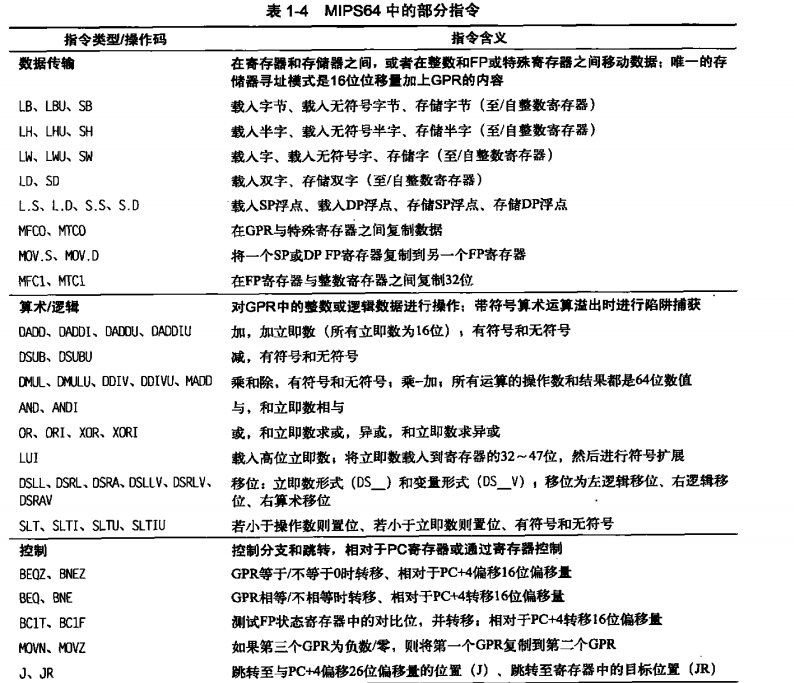 表 1-4 MIPS64 中的部分指令
指令类型/操作码 指令含义
数据传输 在寄存器和存储器之间，或者在整数和FP或特殊寄存器之间移动数据；唯一的存
储器寻址模式是16位位移量加上GPR的内容
LB、LBU、SB 载入字节、载入无符号字节、存储字节（至/自整数寄存器）
LH、LHU、SH 载入半字、载入无符号半字、存储半字（至/自整数寄存器）
LW、LWU、SW 载入字、载入无符号字、存储字（至/自整数寄存器）
LD、SD 载入双字、存储双字（至/自整数寄存器）
L.S、L.D、S.S、S.D 载入SP浮点、载入DP浮点、存储SP浮点、存储DP浮点
MFC0、MTC0 在GPR与特殊寄存器之间复制数据
MOV.S、MOV.D 将一个SP或DP FP寄存器复制到另一个FP寄存器
MFC1、MTC1 在FP寄存器与整数寄存器之间复制32位
算术/逻辑 对GPR中的整数或逻辑数据进行操作；带符号算术运算溢出时进行陷阱捕获
DADD、DADDI、DADDU、DADDIU 加，加立即数（所有立即数为16位）；有符号和无符号
DSUB、DSUBU 减，有符号和无符号
DMUL、DMULU、DDIV、DDIVU、MADD 乘和除，有符号和无符号；乘-加；所有运算的操作数和结果都是64位数值
AND、ANDI 与，和立即数相与
OR、ORI、XOR、XORI 或，和立即数求或，异或，和立即数求异或
LUI 载入高位立即数；将立即数载入到寄存器的32～47位，然后进行符号扩展
DSLL、DSRL、DSRA、DSLLV、DSRLV、 移位：立即数形式（DS__）和变量形式（DS__V）；移位为左逻辑移位、右逻辑移
DSRAV 位、右算术移位
SLT、SLTI、SLTU、SLTIU 若小于操作数则置位、若小于立即数则置位、有符号和无符号
控制 控制分支和跳转，相对于PC寄存器或通过寄存器控制
BEQZ、BNEZ GPR等于/不等于0时转移、相对于PC+4偏移16位偏移量
BEQ、BNE GPR相等/不相等时转移、相对于PC+4转移16位偏移量
BC1T、BC1F 测试FP状态寄存器中的对比位，并转移；相对于PC+4转移16位偏移量
MOVN、MOVZ 如果第三个GPR为负数/零，则将第一个GPR复制到第二个GPR
J、JR 跳转至与PC+4偏移26位偏移量的位置（J）、跳转至寄存器中的目标位置（JR）